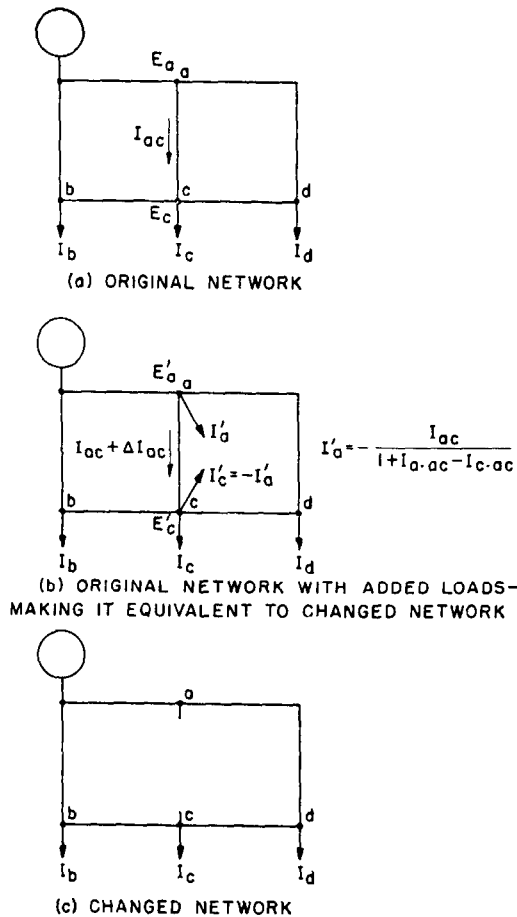 E_a a
I_ac
b c d
E_c
I_b I_c I_d
(a) ORIGINAL NETWORK
E'_a a
I'_a
I_ac + ΔI_ac
I'_c = -I'_a
I'_a = - I_ac / (1 + I_a·ac - I_c·ac)
b c d
E'_c
I_b I_c I_d
(b) ORIGINAL NETWORK WITH ADDED LOADS-
MAKING IT EQUIVALENT TO CHANGED NETWORK
a
b c d
I_b I_c I_d
(c) CHANGED NETWORK